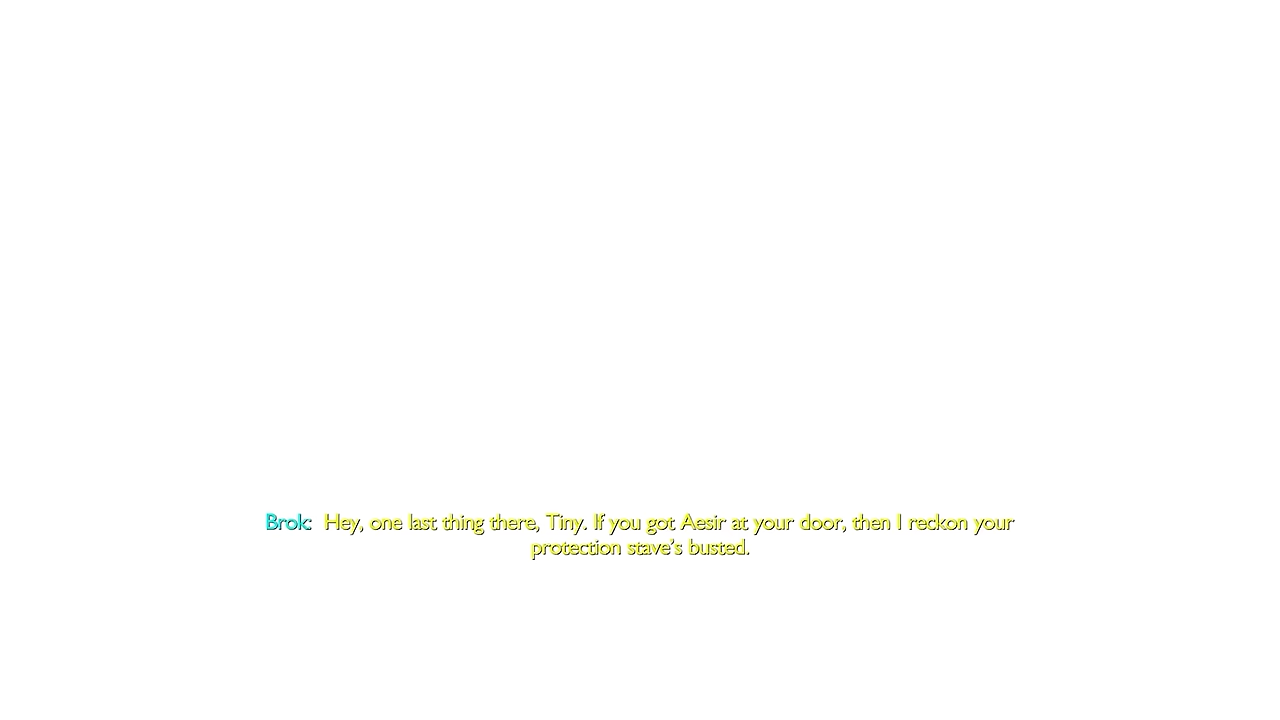 Brok: Hey, one last thing there, Tiny. If you got Aesir at your door, then I reckon your
protection stave's busted.